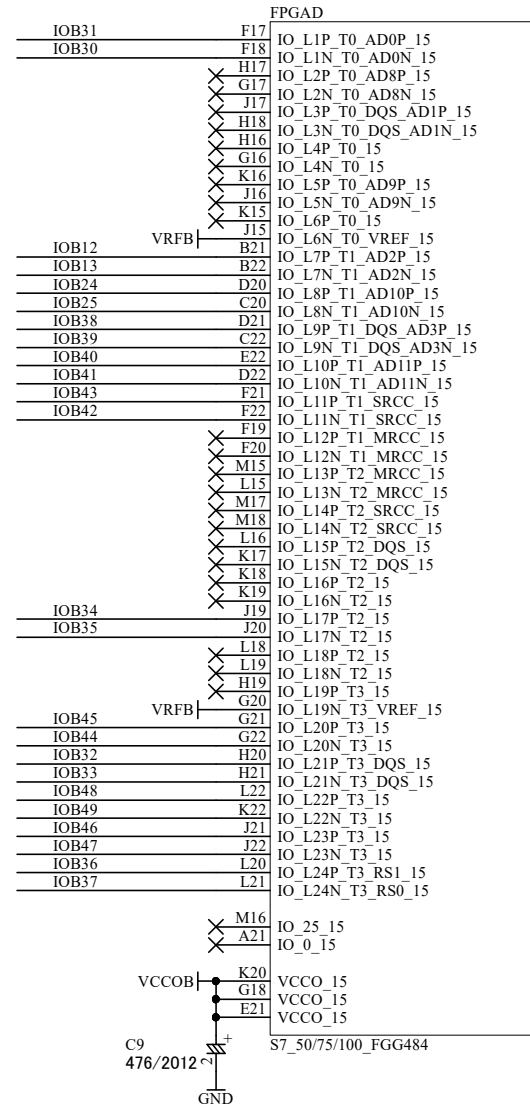 FPGAD
IOB31 F17 IO_L1P_T0_AD0P_15
IOB30 F18 IO_L1N_T0_AD0N_15
H17 IO_L2P_T0_AD8P_15
G17 IO_L2N_T0_AD8N_15
J17 IO_L3P_T0_DQS_AD1P_15
H18 IO_L3N_T0_DQS_AD1N_15
H16 IO_L4P_T0_15
G16 IO_L4N_T0_15
K16 IO_L5P_T0_AD9P_15
J16 IO_L5N_T0_AD9N_15
K15 IO_L6P_T0_15
VRFB J15 IO_L6N_T0_VREF_15
IOB12 B21 IO_L7P_T1_AD2P_15
IOB13 B22 IO_L7N_T1_AD2N_15
IOB24 D20 IO_L8P_T1_AD10P_15
IOB25 C20 IO_L8N_T1_AD10N_15
IOB38 D21 IO_L9P_T1_DQS_AD3P_15
IOB39 C22 IO_L9N_T1_DQS_AD3N_15
IOB40 E22 IO_L10P_T1_AD11P_15
IOB41 D22 IO_L10N_T1_AD11N_15
IOB43 F21 IO_L11P_T1_SRCC_15
IOB42 F22 IO_L11N_T1_SRCC_15
F19 IO_L12P_T1_MRCC_15
F20 IO_L12N_T1_MRCC_15
M15 IO_L13P_T2_MRCC_15
L15 IO_L13N_T2_MRCC_15
M17 IO_L14P_T2_SRCC_15
M18 IO_L14N_T2_SRCC_15
L16 IO_L15P_T2_DQS_15
K17 IO_L15N_T2_DQS_15
K18 IO_L16P_T2_15
K19 IO_L16N_T2_15
IOB34 J19 IO_L17P_T2_15
IOB35 J20 IO_L17N_T2_15
L18 IO_L18P_T2_15
L19 IO_L18N_T2_15
H19 IO_L19P_T3_15
VRFB G20 IO_L19N_T3_VREF_15
IOB45 G21 IO_L20P_T3_15
IOB44 G22 IO_L20N_T3_15
IOB32 H20 IO_L21P_T3_DQS_15
IOB33 H21 IO_L21N_T3_DQS_15
IOB48 L22 IO_L22P_T3_15
IOB49 K22 IO_L22N_T3_15
IOB46 J21 IO_L23P_T3_15
IOB47 J22 IO_L23N_T3_15
IOB36 L20 IO_L24P_T3_RS1_15
IOB37 L21 IO_L24N_T3_RS0_15
M16 IO_25_15
A21 IO_0_15
VCCOB K20 VCCO_15
G18 VCCO_15
E21 VCCO_15
S7_50/75/100_FGG484
C9 +
476/2012 2
GND